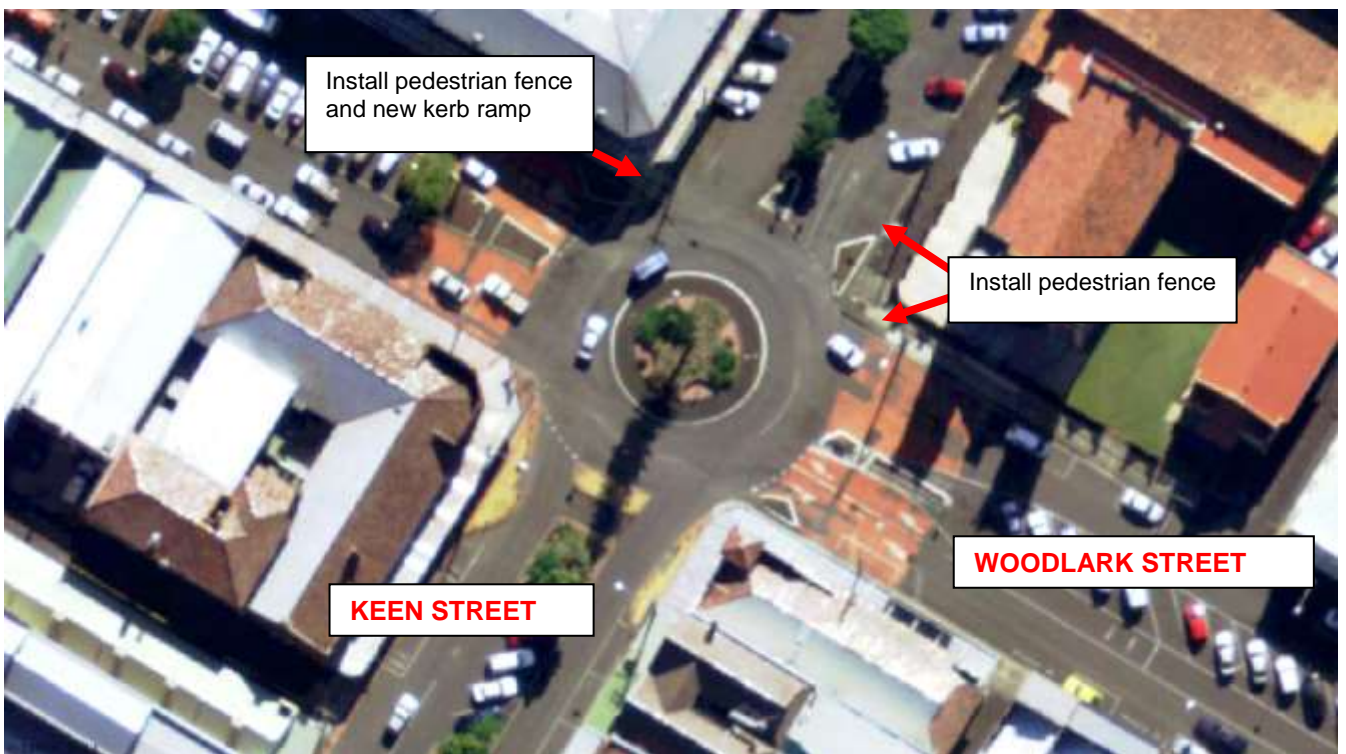 Install pedestrian fence
and new kerb ramp
Install pedestrian fence
WOODLARK STREET
KEEN STREET